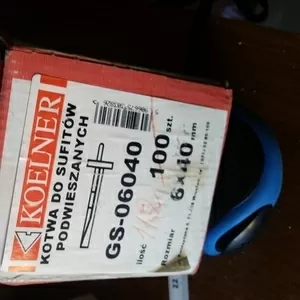 KOELNER
KOTWA DO SUFITÓW
PODWIESZANYCH
GS-06040
ilość 100 szt.
Rozmiar 6x40 mm